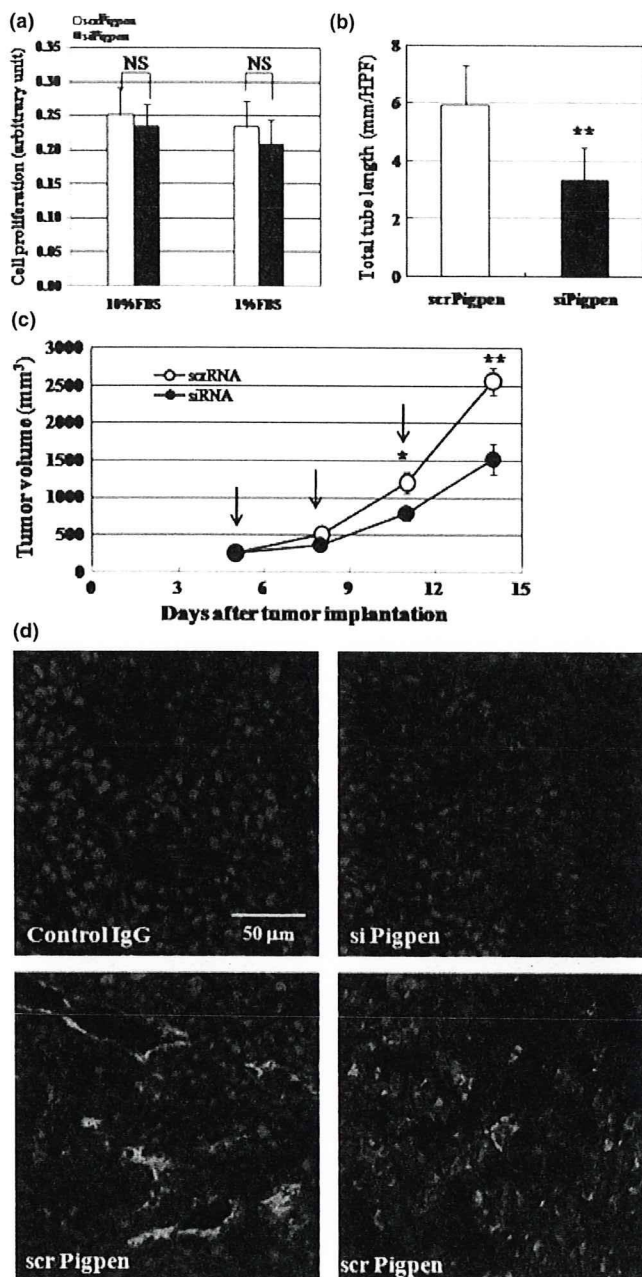 (a)
□scrPigpen
■siPigpen
Cell proliferation (arbitrary unit)
0.35
0.30
0.25
0.20
0.15
0.10
0.05
0.00
NS
NS
10%FBS
1%FBS
(b)
Total tube length (mm/HPF)
8
6
4
2
0
**
scrPigpen
siPigpen
(c)
Tumor volume (mm³)
3000
2500
2000
1500
1000
500
0
scrRNA
siRNA
*
**
0 3 6 9 12 15
Days after tumor implantation
(d)
Control IgG
50 μm
si Pigpen
scr Pigpen
scr Pigpen